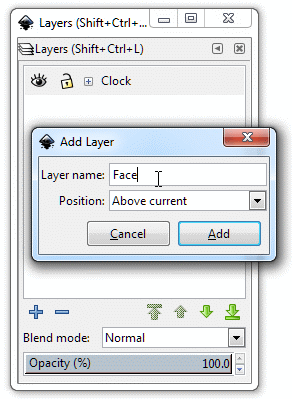 Layers (Shift+Ctrl+...
Layers (Shift+Ctrl+L)
Clock
Add Layer
Layer name: Face
Position: Above current
Cancel Add
Blend mode: Normal
Opacity (%) 100.0